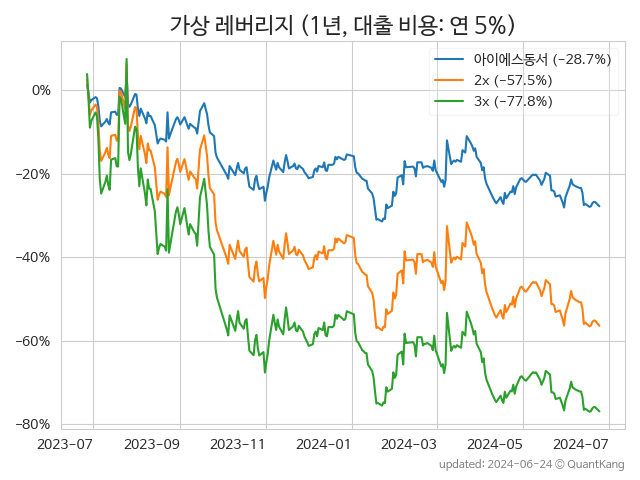 가상 레버리지 (1년, 대출 비용: 연 5%)
아이에스동서 (−28.7%)
2x (−57.5%)
3x (−77.8%)
0%
−20%
−40%
−60%
−80%
2023-07 2023-09 2023-11 2024-01 2024-03 2024-05 2024-07
updated: 2024-06-24 © QuantKang